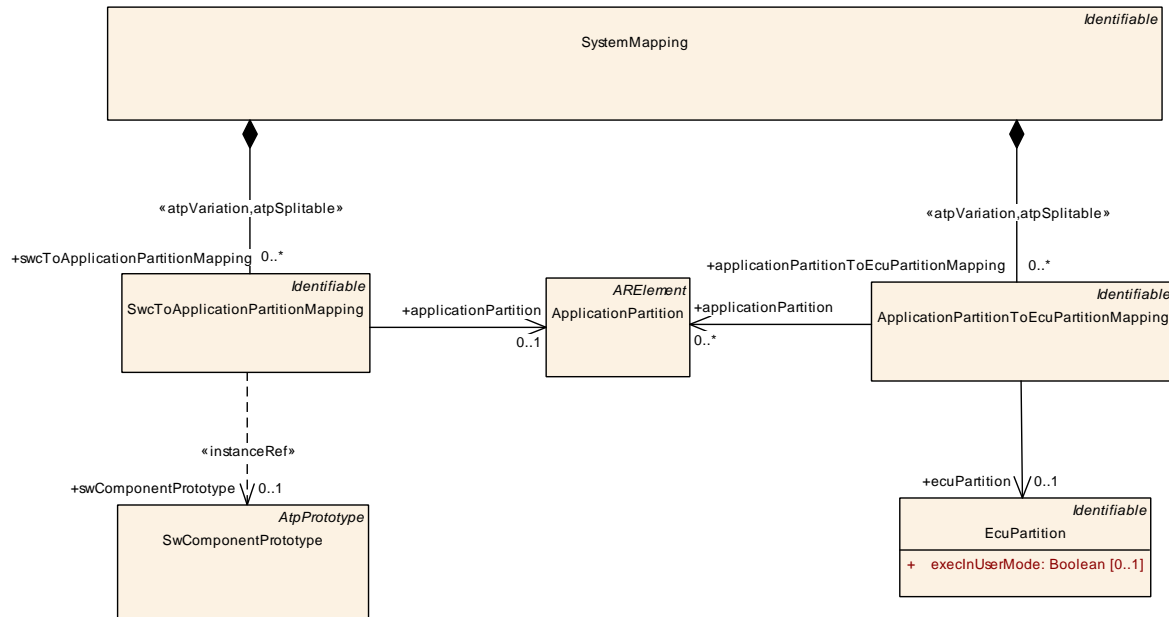 Identifiable
SystemMapping
«atpVariation,atpSplitable»
«atpVariation,atpSplitable»
+swcToApplicationPartitionMapping 0..*
+applicationPartitionToEcuPartitionMapping 0..*
Identifiable
SwcToApplicationPartitionMapping
ARElement
ApplicationPartition
Identifiable
ApplicationPartitionToEcuPartitionMapping
+applicationPartition
0..1
+applicationPartition
0..*
«instanceRef»
+swComponentPrototype 0..1
+ecuPartition 0..1
AtpPrototype
SwComponentPrototype
Identifiable
EcuPartition
+ execInUserMode: Boolean [0..1]